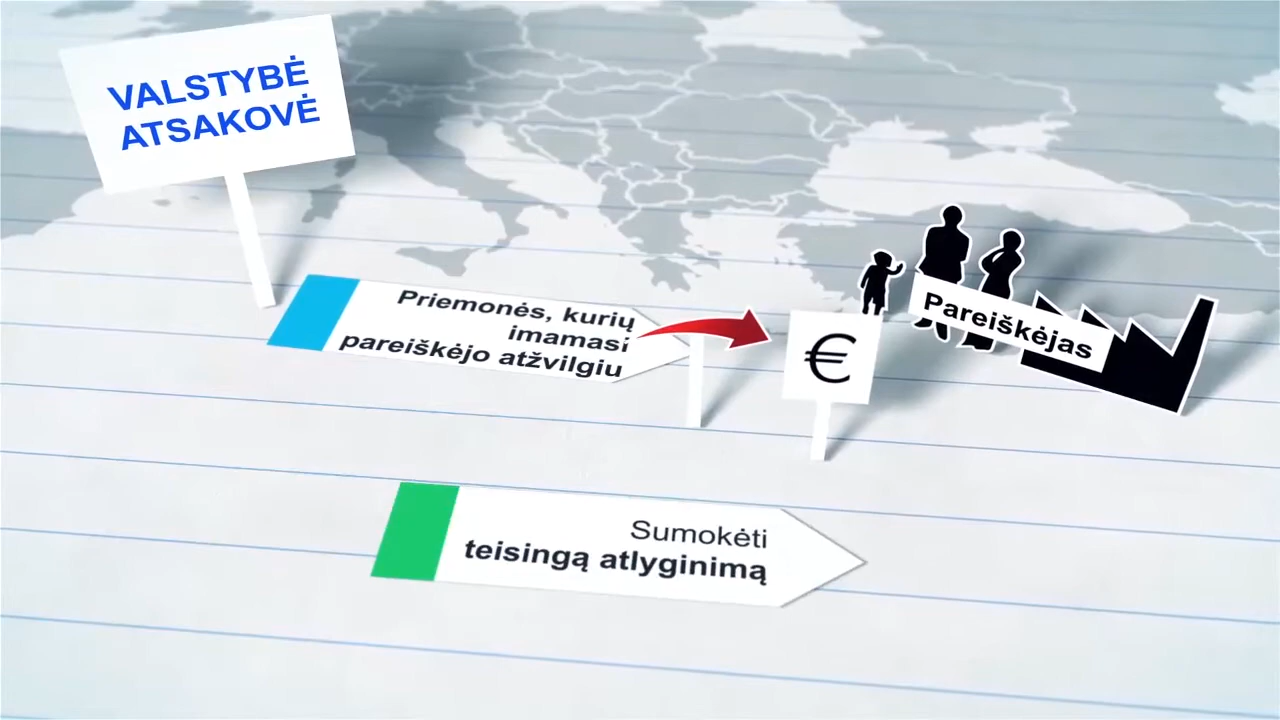 VALSTYBĖ
ATSAKOVĖ
Priemonės, kurių
imamasi
pareiškėjo atžvilgiu
€
Pareiškėjas
Sumokėti
teisingą atlyginimą